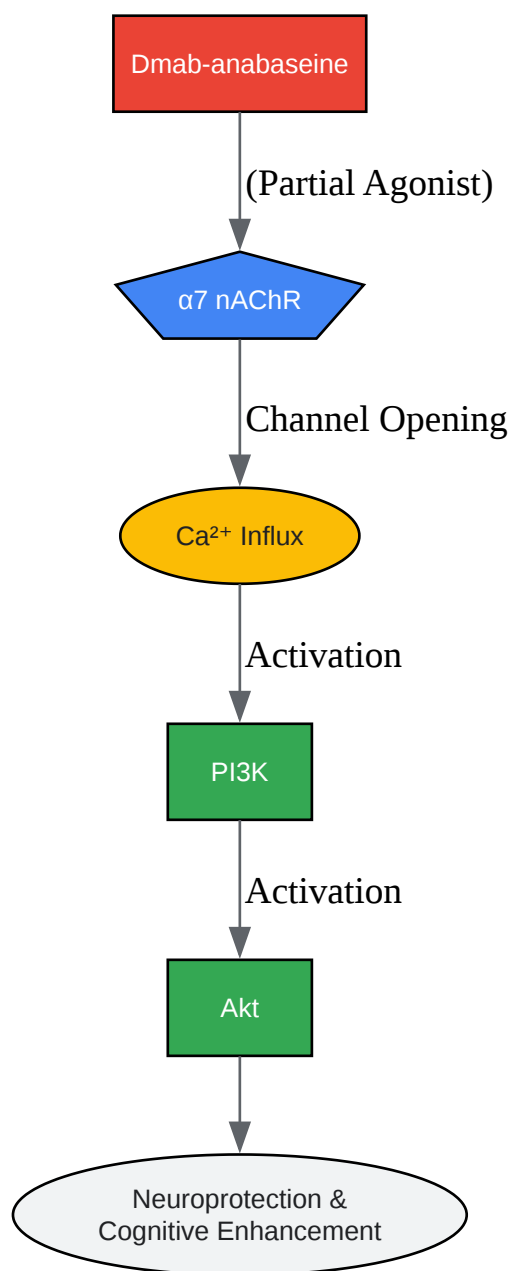 Dmab-anabaseine
(Partial Agonist)
α7 nAChR
Channel Opening
Ca²⁺ Influx
Activation
PI3K
Activation
Akt
Neuroprotection &
Cognitive Enhancement